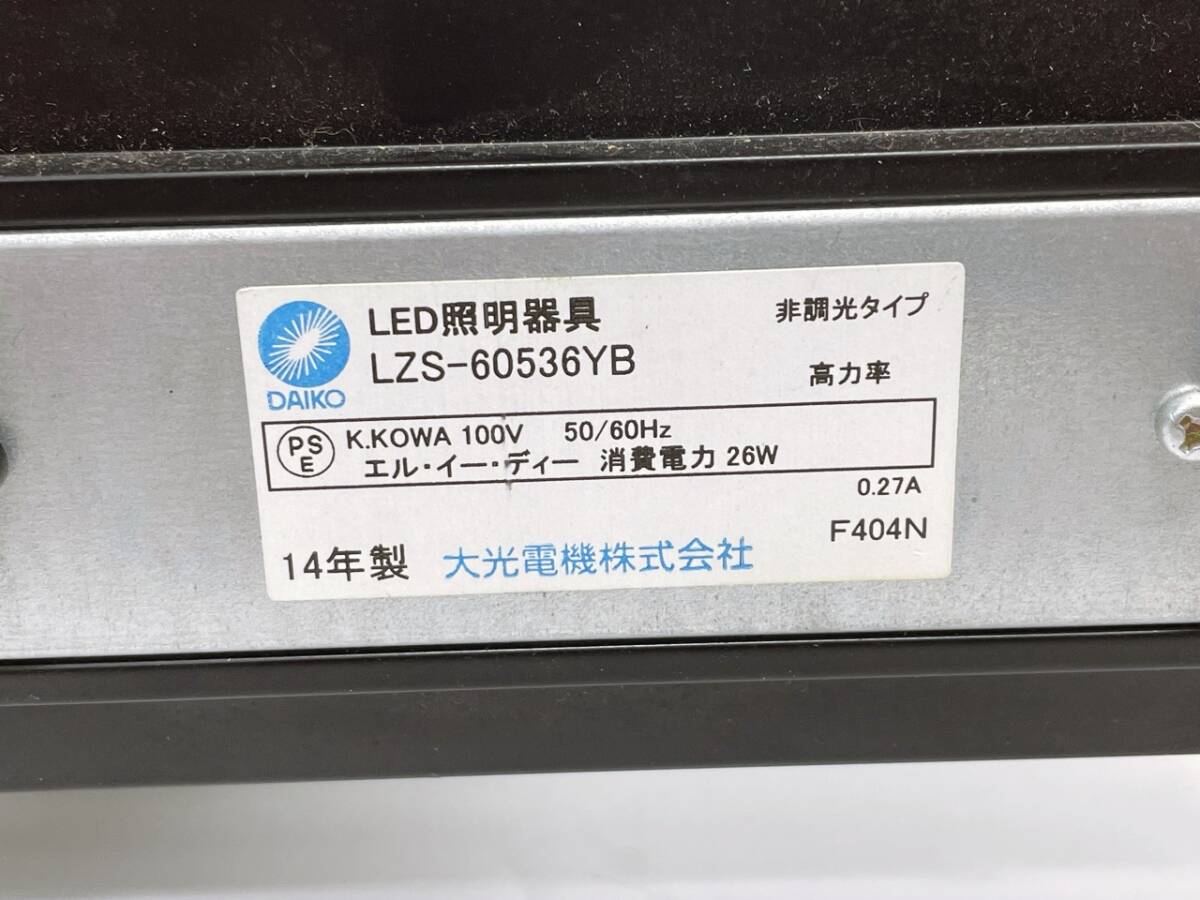 DAIKO
LED照明器具
LZS-60536YB
非調光タイプ
高力率
PS
E
K.KOWA 100V 50/60Hz
エル・イー・ディー 消費電力 26W
0.27A
F404N
14年製 大光電機株式会社